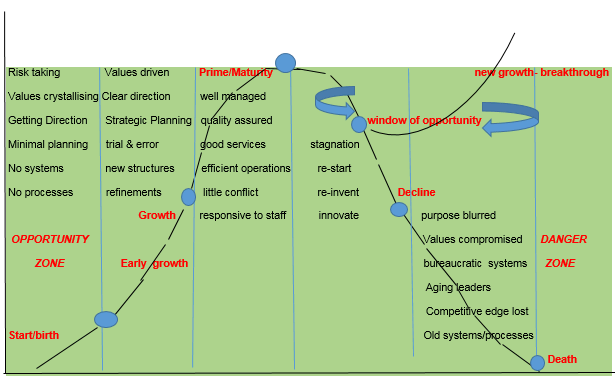 Risk taking
Values driven
Prime/Maturity
new growth- breakthrough
Values crystallising
Clear direction
well managed
Getting Direction
Strategic Planning
quality assured
window of opportunity
Minimal planning
trial & error
good services
stagnation
No systems
new structures
efficient operations
re-start
No processes
refinements
little conflict
re-invent
Decline
Growth
responsive to staff
innovate
purpose blurred
OPPORTUNITY
Values compromised
DANGER
ZONE
Early growth
bureaucratic systems
ZONE
Aging leaders
Competitive edge lost
Start/birth
Old systems/processes
Death